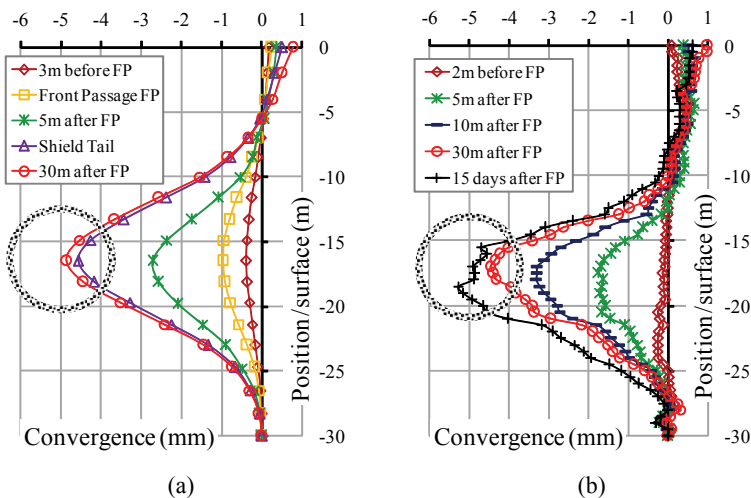 -6 -5 -4 -3 -2 -1 0 1
0
-5
-10
-15
-20
-25
-30
3m before FP
Front Passage FP
5m after FP
Shield Tail
30m after FP
Position/surface (m)
Convergence (mm)
(a)
-6 -5 -4 -3 -2 -1 0 1
0
-5
-10
-15
-20
-25
-30
2m before FP
5m after FP
10m after FP
30m after FP
15 days after FP
Position/surface (m)
Convergence (mm)
(b)